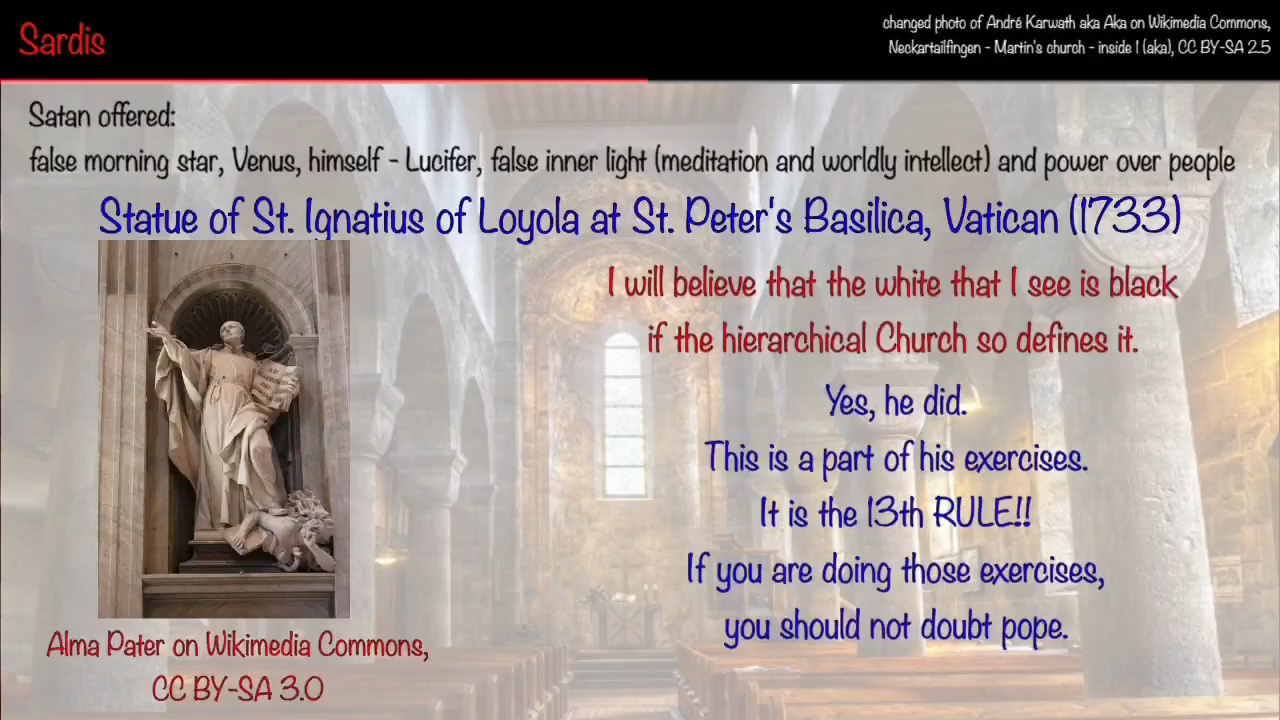 Sardis
changed photo of André Karwath aka Aka on Wikimedia Commons,
Neckartailfingen - Martin's church - inside 1 (aka), CC BY-SA 2.5
Satan offered:
false morning star, Venus, himself - Lucifer, false inner light (meditation and worldly intellect) and power over people
Statue of St. Ignatius of Loyola at St. Peter's Basilica, Vatican (1733)
I will believe that the white that I see is black
if the hierarchical Church so defines it.
Yes, he did.
This is a part of his exercises.
It is the 13th RULE!!
If you are doing those exercises,
you should not doubt pope.
Alma Pater on Wikimedia Commons,
CC BY-SA 3.0